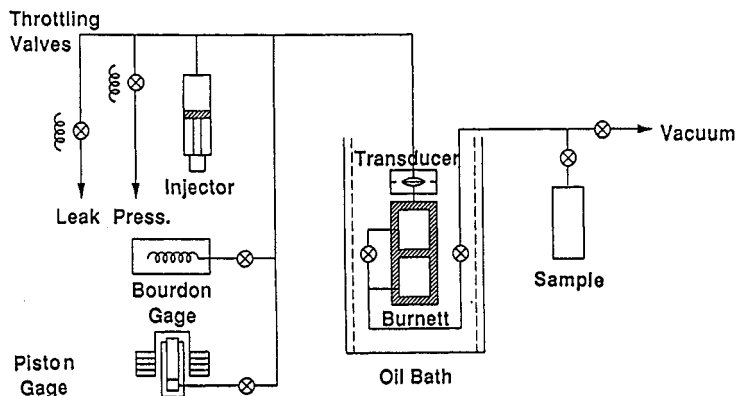 Throttling
Valves
Injector
Leak Press.
Transducer
Vacuum
Sample
Bourdon
Gage
Burnett
Piston
Gage
Oil Bath